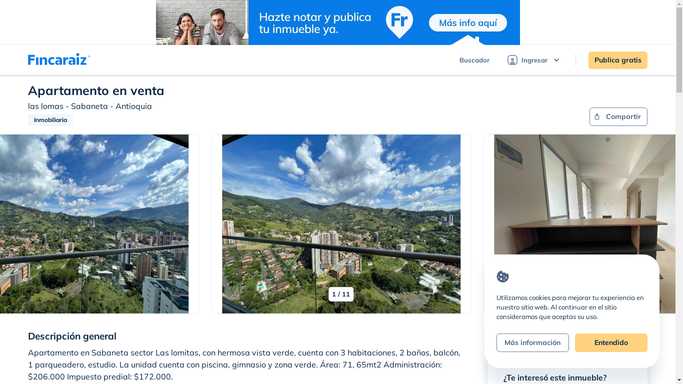 Hazte notar y publica
tu inmueble ya.
Fr
Más info aquí
Fincaraiz
Buscador
Ingresar
Publica gratis
Apartamento en venta
las lomas - Sabaneta - Antioquia
Inmobiliaria
Compartir
1 / 11
Utilizamos cookies para mejorar tu experiencia en
nuestro sitio web. Al continuar en el sitio
consideramos que aceptas su uso.
Más información
Entendido
Descripción general
Apartamento en Sabaneta sector Las lomitas, con hermosa vista verde, cuenta con 3 habitaciones, 2 baños, balcón,
1 parqueadero, estudio. La unidad cuenta con piscina, gimnasio y zona verde. Área: 71, 65mt2 Administración:
$206.000 Impuesto predial: $172.000.
¿Te interesó este inmueble?